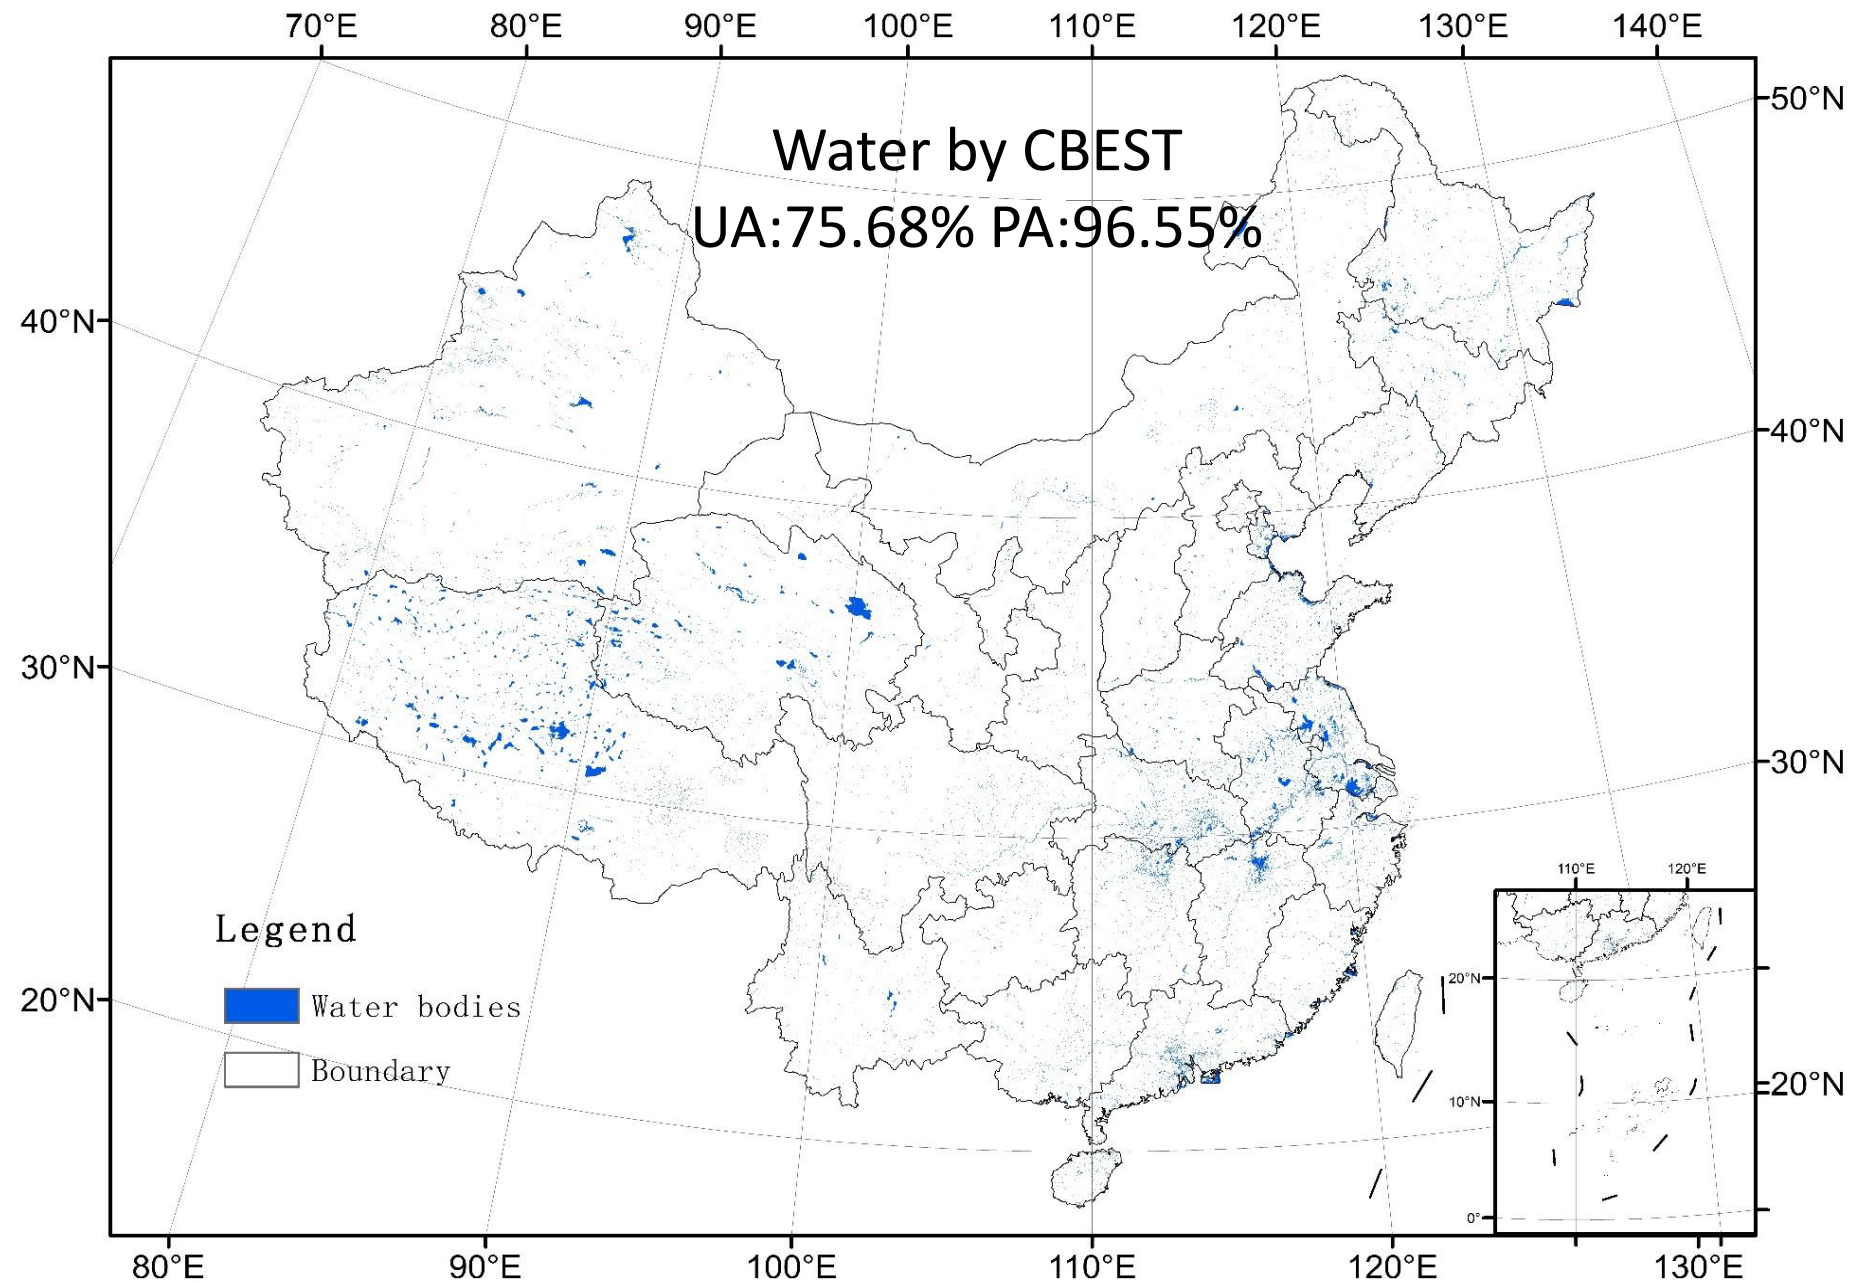 70°E 80°E 90°E 100°E 110°E 120°E 130°E 140°E
50°N
Water by CBEST
UA:75.68% PA:96.55%
40°N
40°N
30°N
30°N
110°E 120°E
Legend
20°N
Water bodies
20°N
Boundary
20°N
10°N
0°
80°E 90°E 100°E 110°E 120°E 130°E